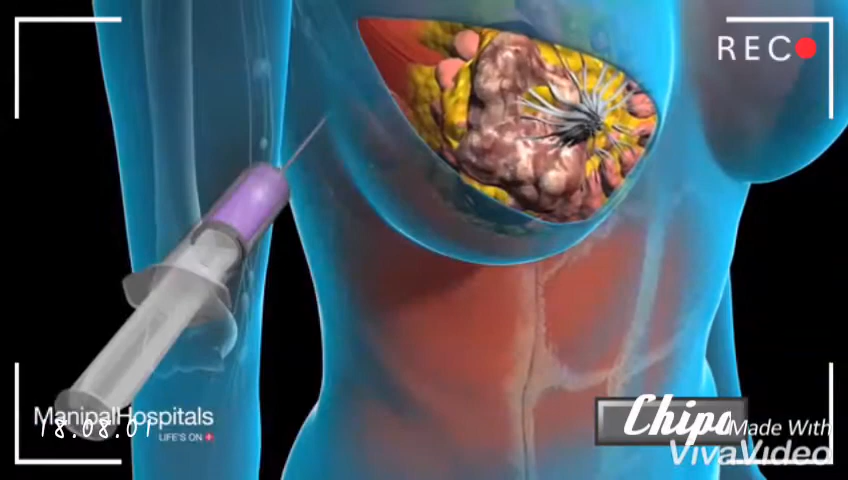 REC
ManipalHospitals
18.08.01
LIFE'S ON
Chipo
Made With
VivaVideo